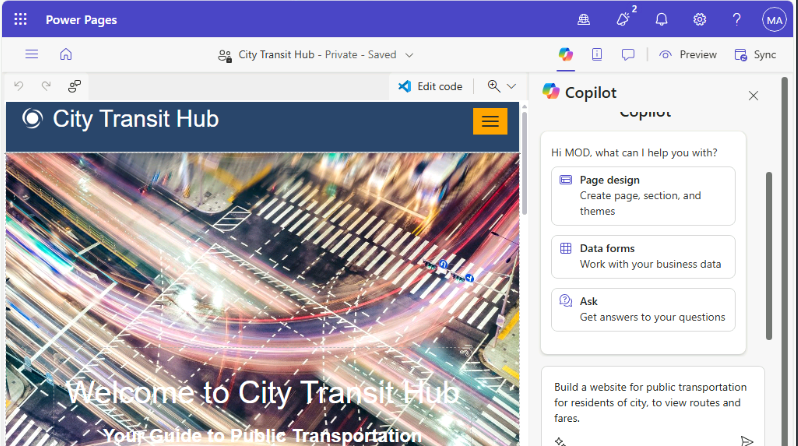 Power Pages
2
MA
City Transit Hub - Private - Saved
Preview
Sync
Edit code
Copilot
City Transit Hub
Copilot
Hi MOD, what can I help you with?
Page design
Create page, section, and
themes
Data forms
Work with your business data
Ask
Get answers to your questions
Welcome to City Transit Hub
Your Guide to Public Transportation
Build a website for public transportation
for residents of city, to view routes and
fares.